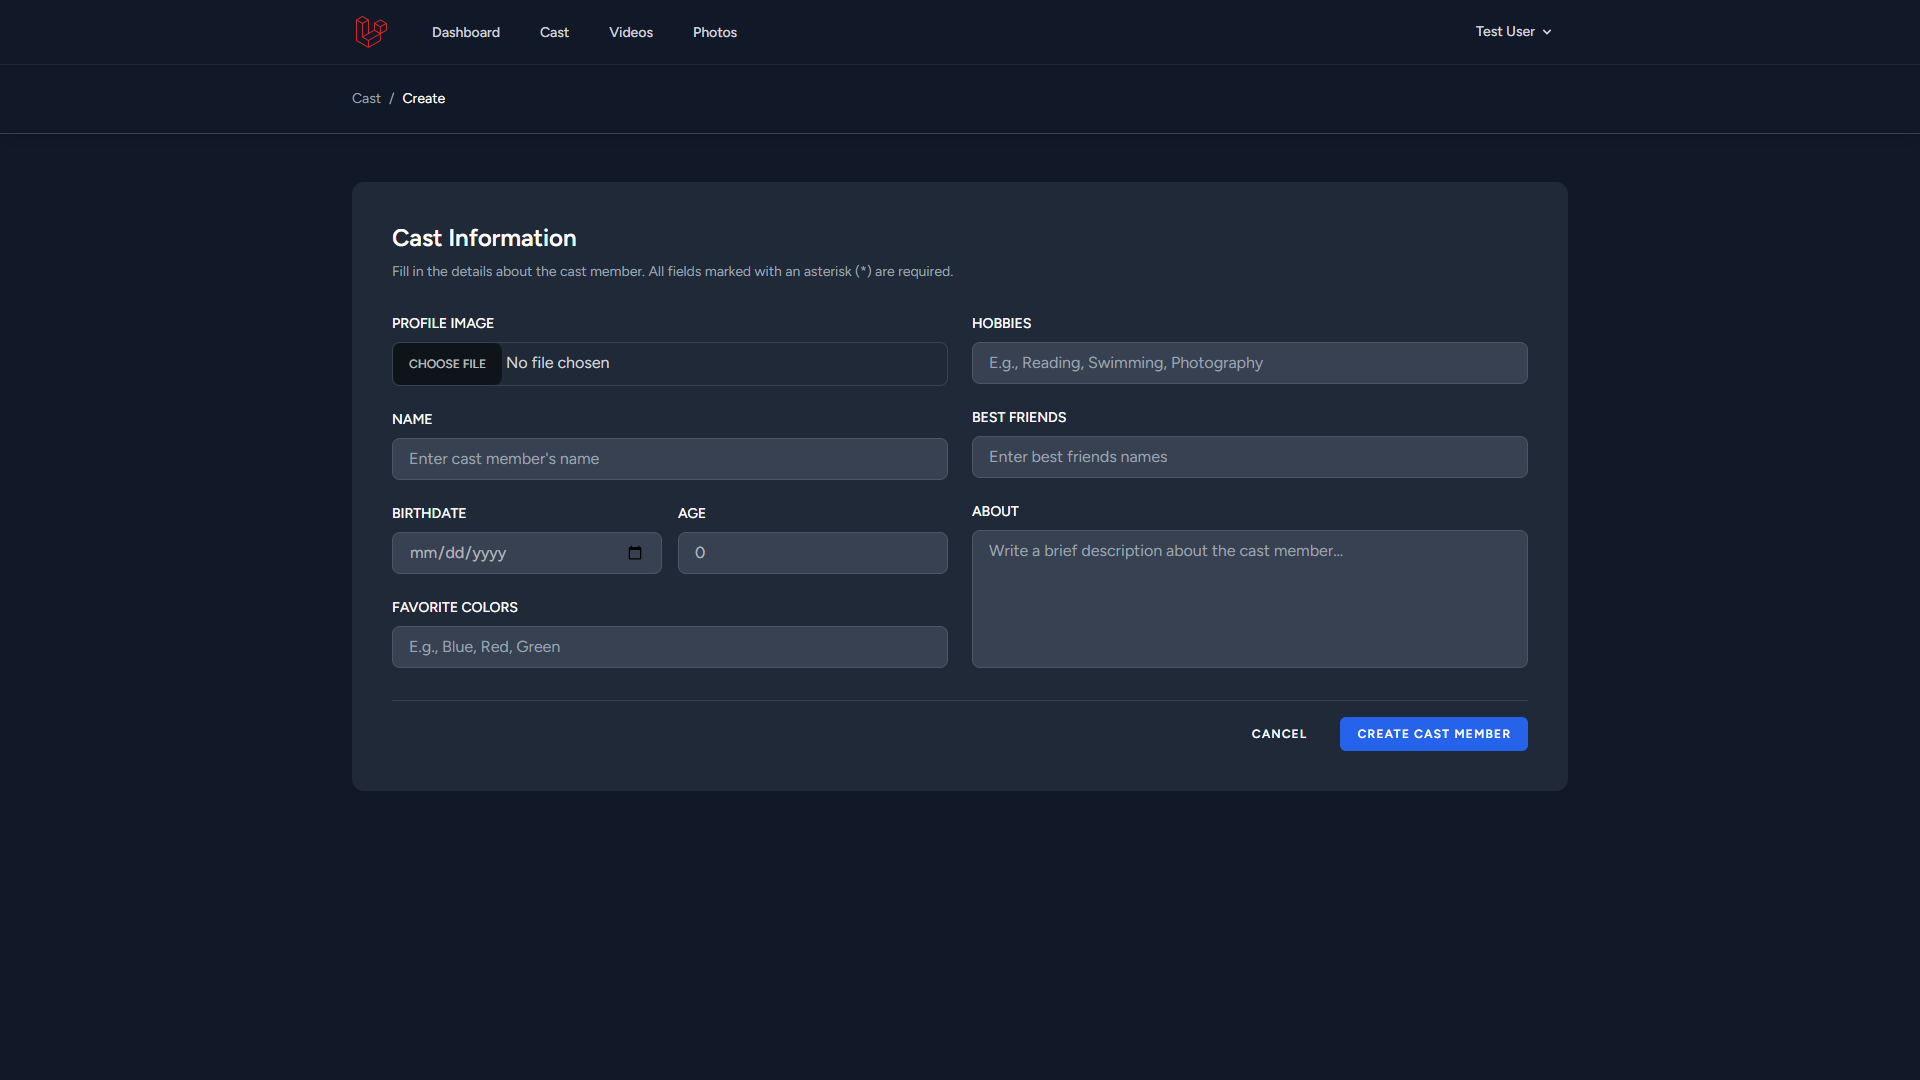 Dashboard Cast Videos Photos Test User
Cast / Create
Cast Information
Fill in the details about the cast member. All fields marked with an asterisk (*) are required.
PROFILE IMAGE
CHOOSE FILE No file chosen
NAME
Enter cast member's name
BIRTHDATE AGE
mm/dd/yyyy 0
FAVORITE COLORS
E.g., Blue, Red, Green
HOBBIES
E.g., Reading, Swimming, Photography
BEST FRIENDS
Enter best friends names
ABOUT
Write a brief description about the cast member...
CANCEL CREATE CAST MEMBER